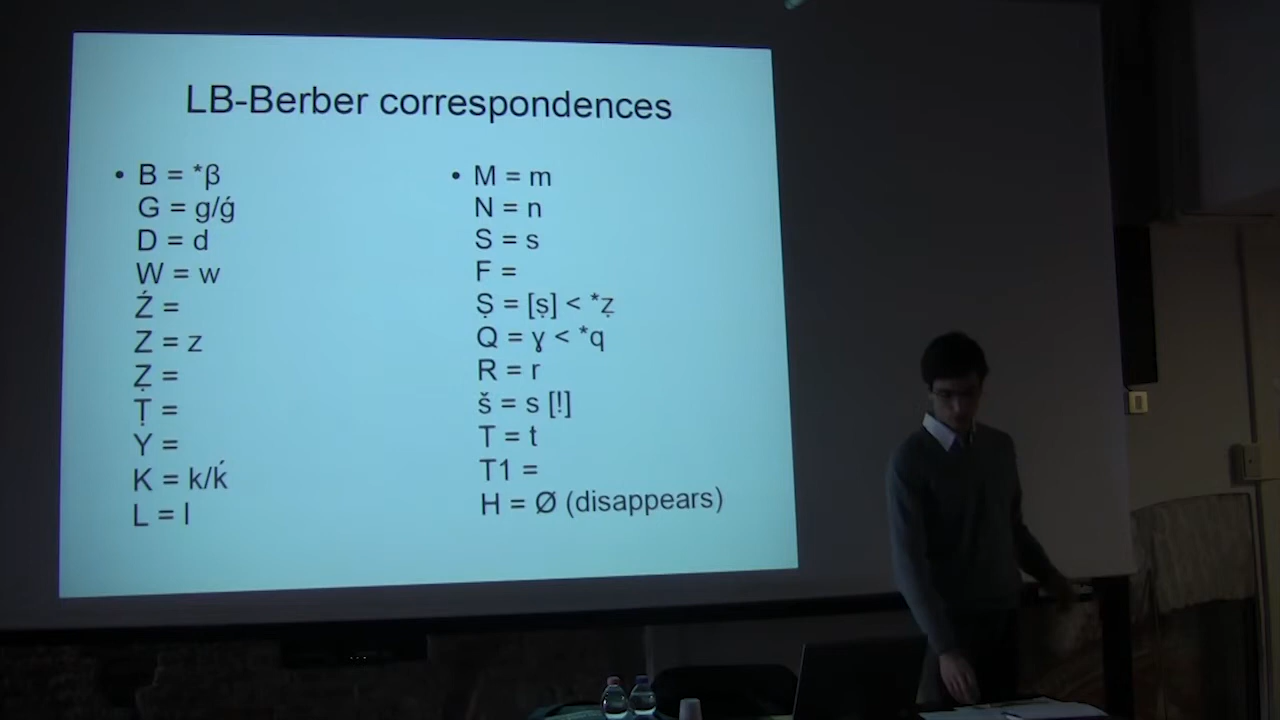 LB-Berber correspondences
• B = *β
G = g/ǵ
D = d
W = w
Ź =
Z = z
Ẓ =
Ṭ =
Y =
K = k/ḱ
L = l
• M = m
N = n
S = s
F =
Ṣ = [ṣ] < *ẓ
Q = ɣ < *q
R = r
š = s [!]
T = t
T1 =
H = Ø (disappears)